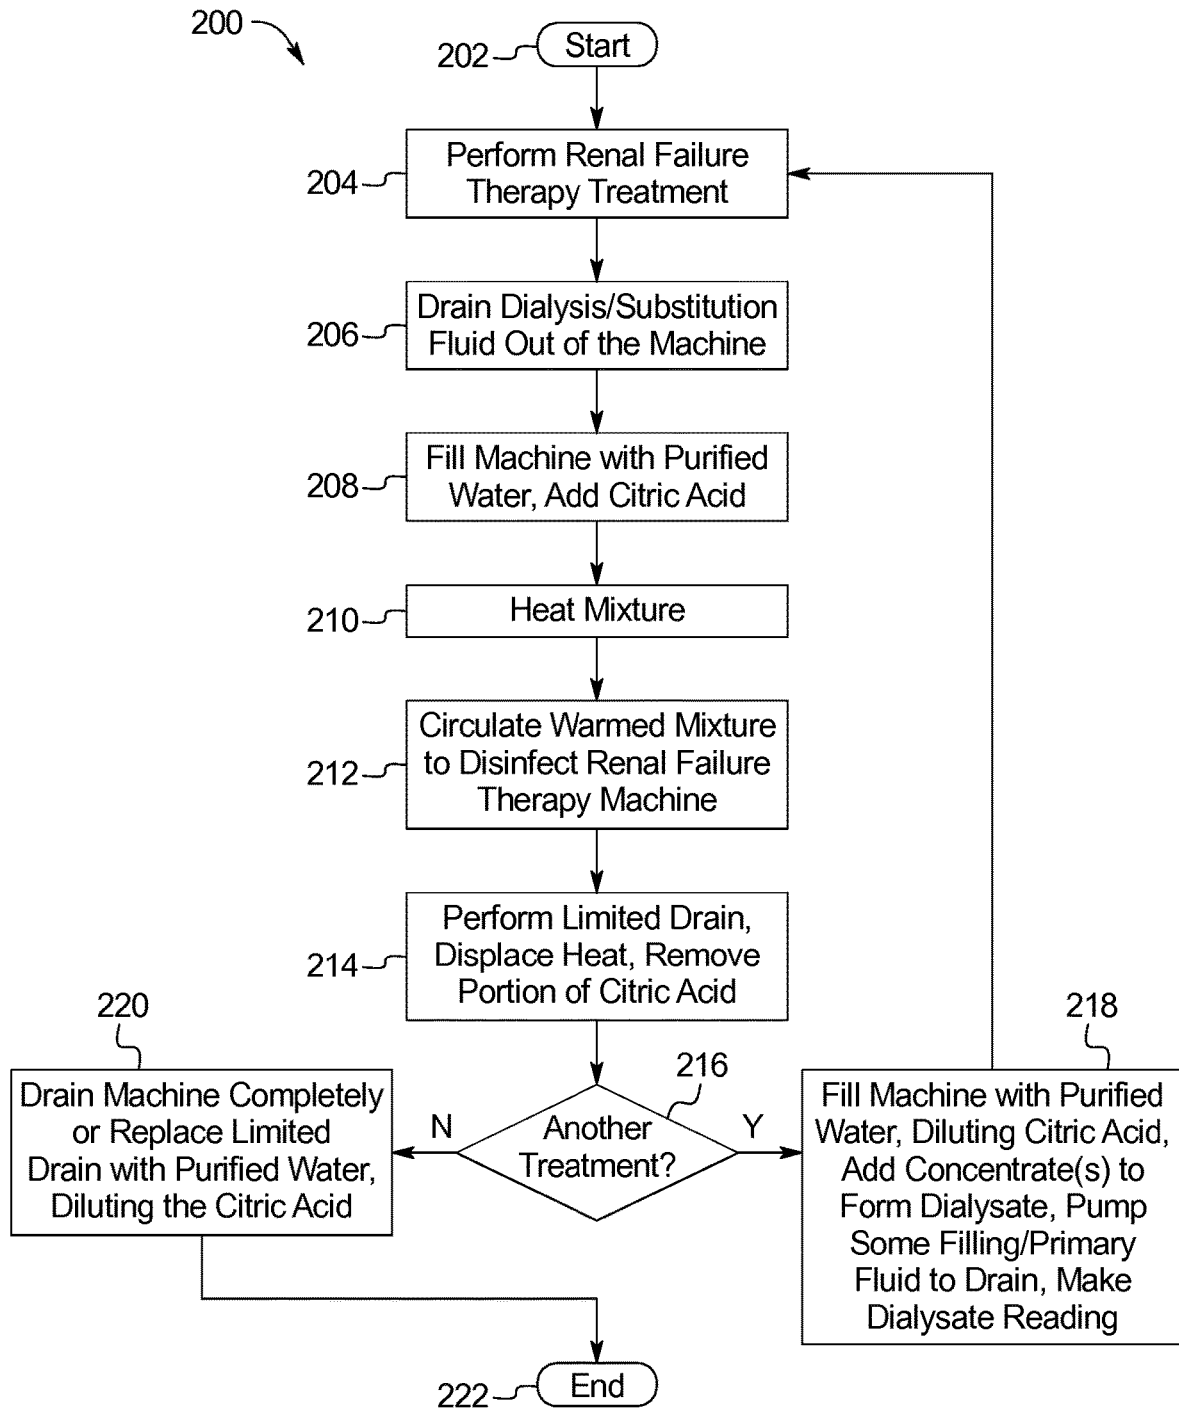 200
202
Start
204
Perform Renal Failure
Therapy Treatment
206
Drain Dialysis/Substitution
Fluid Out of the Machine
208
Fill Machine with Purified
Water, Add Citric Acid
210
Heat Mixture
212
Circulate Warmed Mixture
to Disinfect Renal Failure
Therapy Machine
214
Perform Limited Drain,
Displace Heat, Remove
Portion of Citric Acid
216
Another
Treatment?
N
Y
220
Drain Machine Completely
or Replace Limited
Drain with Purified Water,
Diluting the Citric Acid
218
Fill Machine with Purified
Water, Diluting Citric Acid,
Add Concentrate(s) to
Form Dialysate, Pump
Some Filling/Primary
Fluid to Drain, Make
Dialysate Reading
222
End